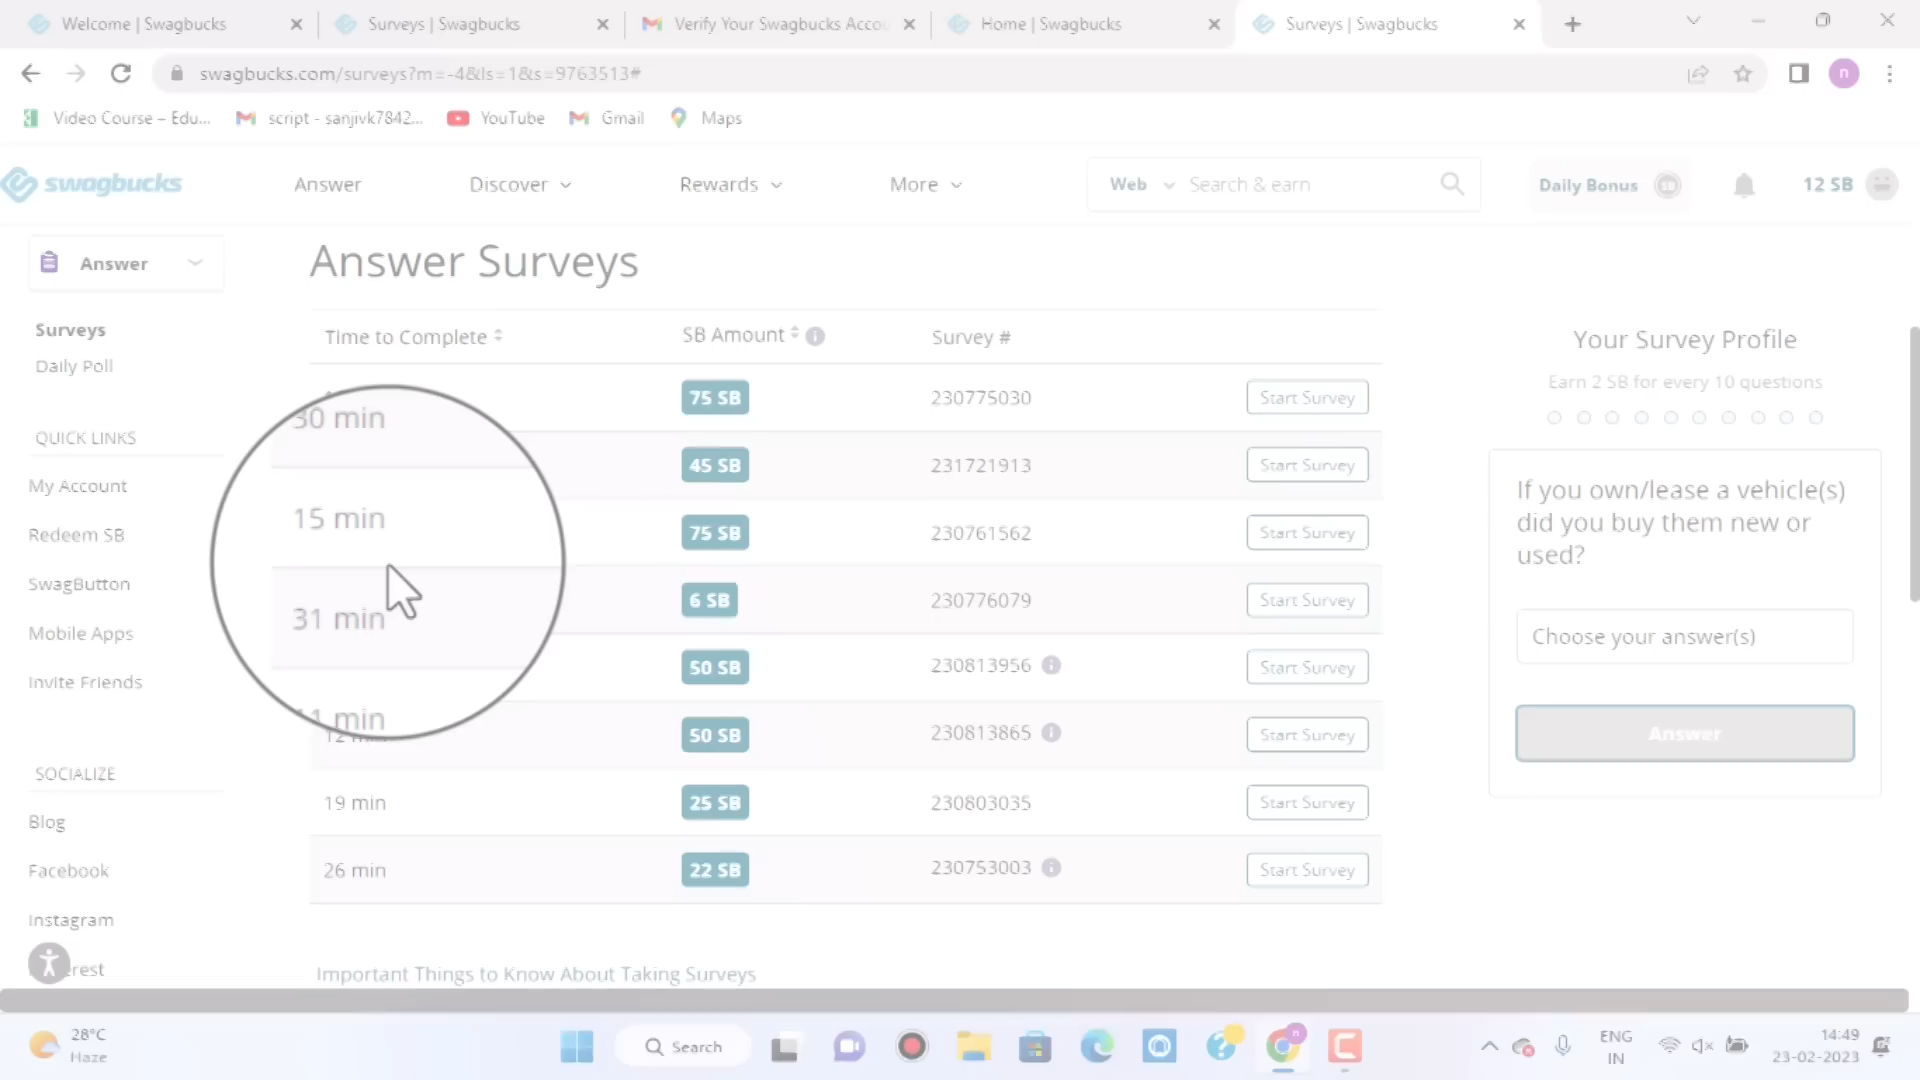 Welcome | Swagbucks
Surveys | Swagbucks
Verify Your Swagbucks Accou
Home | Swagbucks
Surveys | Swagbucks
swagbucks.com/surveys?m=-4&ls=1&s=9763513#
n
Video Course – Edu...
script - sanjivk7842...
YouTube
Gmail
Maps
swagbucks
Answer
Discover
Rewards
More
Web
Search & earn
Daily Bonus
12 SB
Answer
Surveys
Daily Poll
QUICK LINKS
My Account
Redeem SB
SwagButton
Mobile Apps
Invite Friends
SOCIALIZE
Blog
Facebook
Instagram
erest
Answer Surveys
Time to Complete
SB Amount
Survey #
75 SB
230775030
Start Survey
30 min
45 SB
231721913
Start Survey
15 min
75 SB
230761562
Start Survey
31 min
6 SB
230776079
Start Survey
11 min
50 SB
230813956
Start Survey
12 min
50 SB
230813865
Start Survey
19 min
25 SB
230803035
Start Survey
26 min
22 SB
230753003
Start Survey
Important Things to Know About Taking Surveys
Your Survey Profile
Earn 2 SB for every 10 questions
If you own/lease a vehicle(s)
did you buy them new or
used?
Choose your answer(s)
Answer
28°C
Haze
Search
n
ENG
IN
14:49
23-02-2023